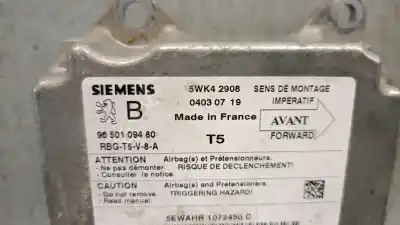 SIEMENS 5WK4 2908 SENS DE MONTAGE
B 0403 07 19 IMPERATIF
Made in France AVANT
96 501 094 80 T5 FORWARD
RBG-T5-V-8-A
ATTENTION Airbag(s) et Prétensionneurs.
- Ne pas démonter. RISQUE DE DECLENCHEMENT!
- Consulter la notice.
CAUTION Airbag(s) and Pretensioners.
- Do not remove. TRIGGERING HAZARD!
- Read manual.
5EWAHR 1072450 C